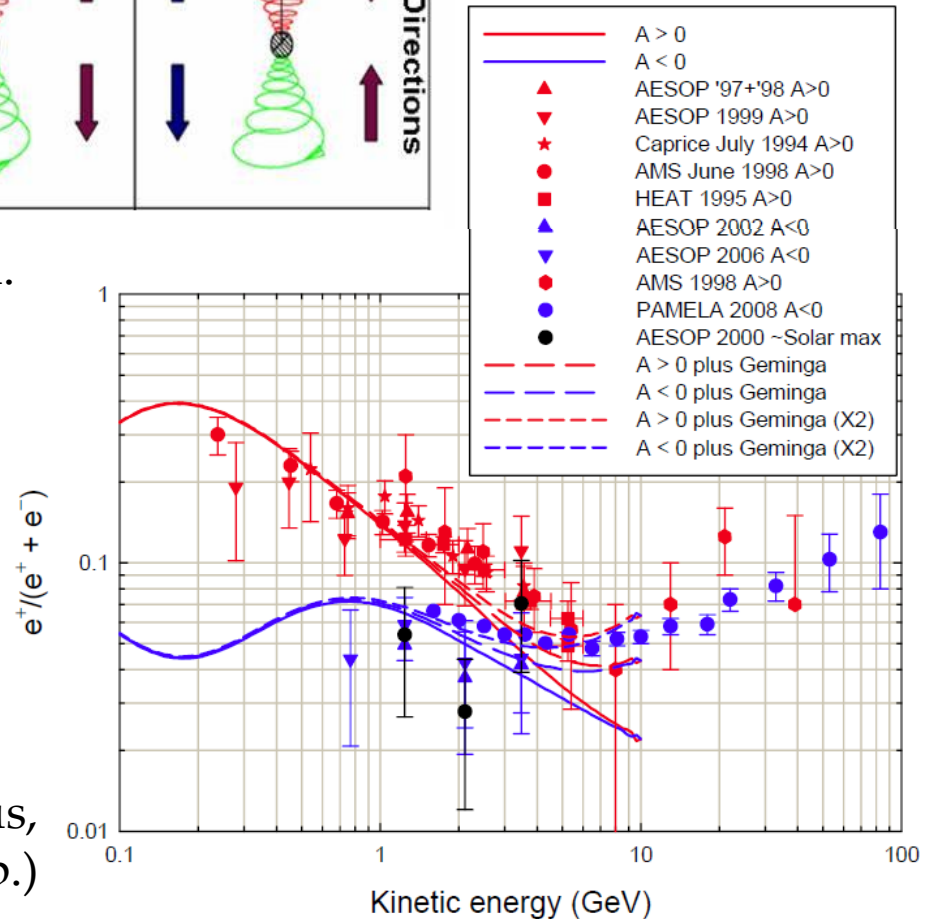 Directions
A > 0
A < 0
AESOP '97+'98 A>0
AESOP 1999 A>0
Caprice July 1994 A>0
AMS June 1998 A>0
HEAT 1995 A>0
AESOP 2002 A<0
AESOP 2006 A<0
AMS 1998 A>0
PAMELA 2008 A<0
AESOP 2000 ~Solar max
A > 0 plus Geminga
A < 0 plus Geminga
A > 0 plus Geminga (X2)
A < 0 plus Geminga (X2)
1
0.1
0.01
e⁺/(e⁺ + e⁻)
0.1 1 10 100
Kinetic energy (GeV)